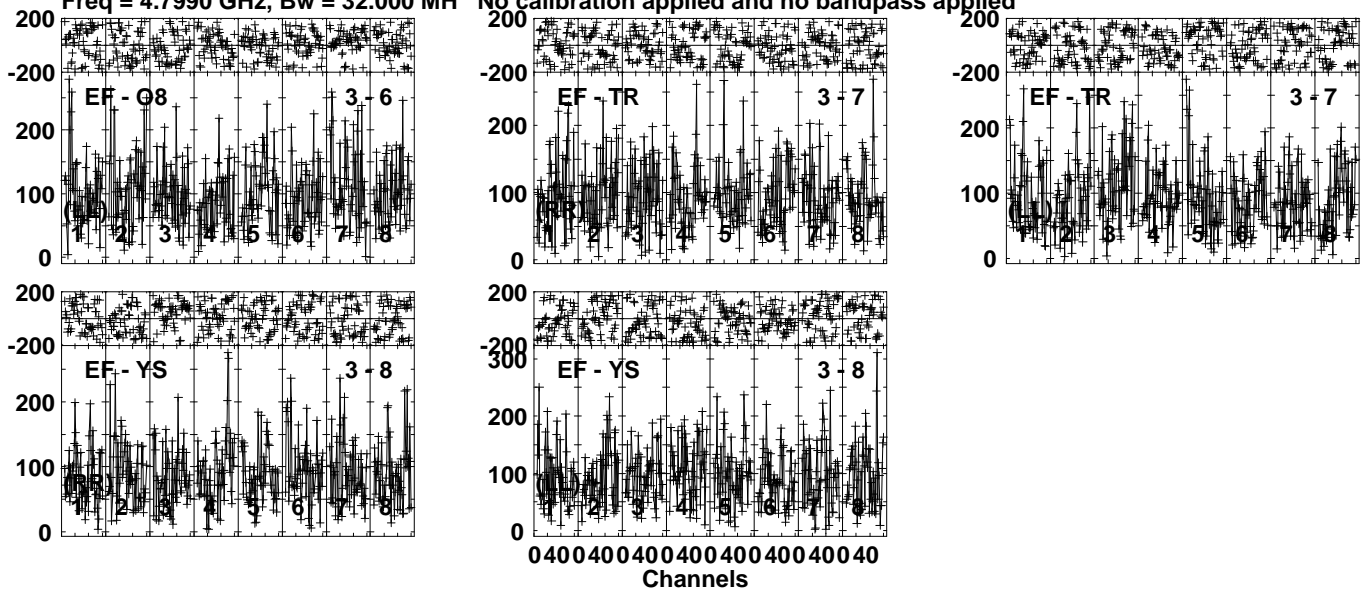 Freq = 4.7990 GHz, Bw = 32.000 MH No calibration applied and no bandpass applied
200
-200
EF - O8 3 - 6
200
100
0
(LL)
1 2 3 4 5 6 7 8
200
-200
EF - TR 3 - 7
200
100
0
(RR)
1 2 3 4 5 6 7 8
200
-200
EF - TR 3 - 7
200
100
0
(LL)
1 2 3 4 5 6 7 8
200
-200
EF - YS 3 - 8
200
100
0
(RR)
1 2 3 4 5 6 7 8
200
-200
300
EF - YS 3 - 8
200
100
0
(LL)
1 2 3 4 5 6 7 8
0 40 0 40 0 40 0 40 0 40 0 40 0 40 0 40
Channels